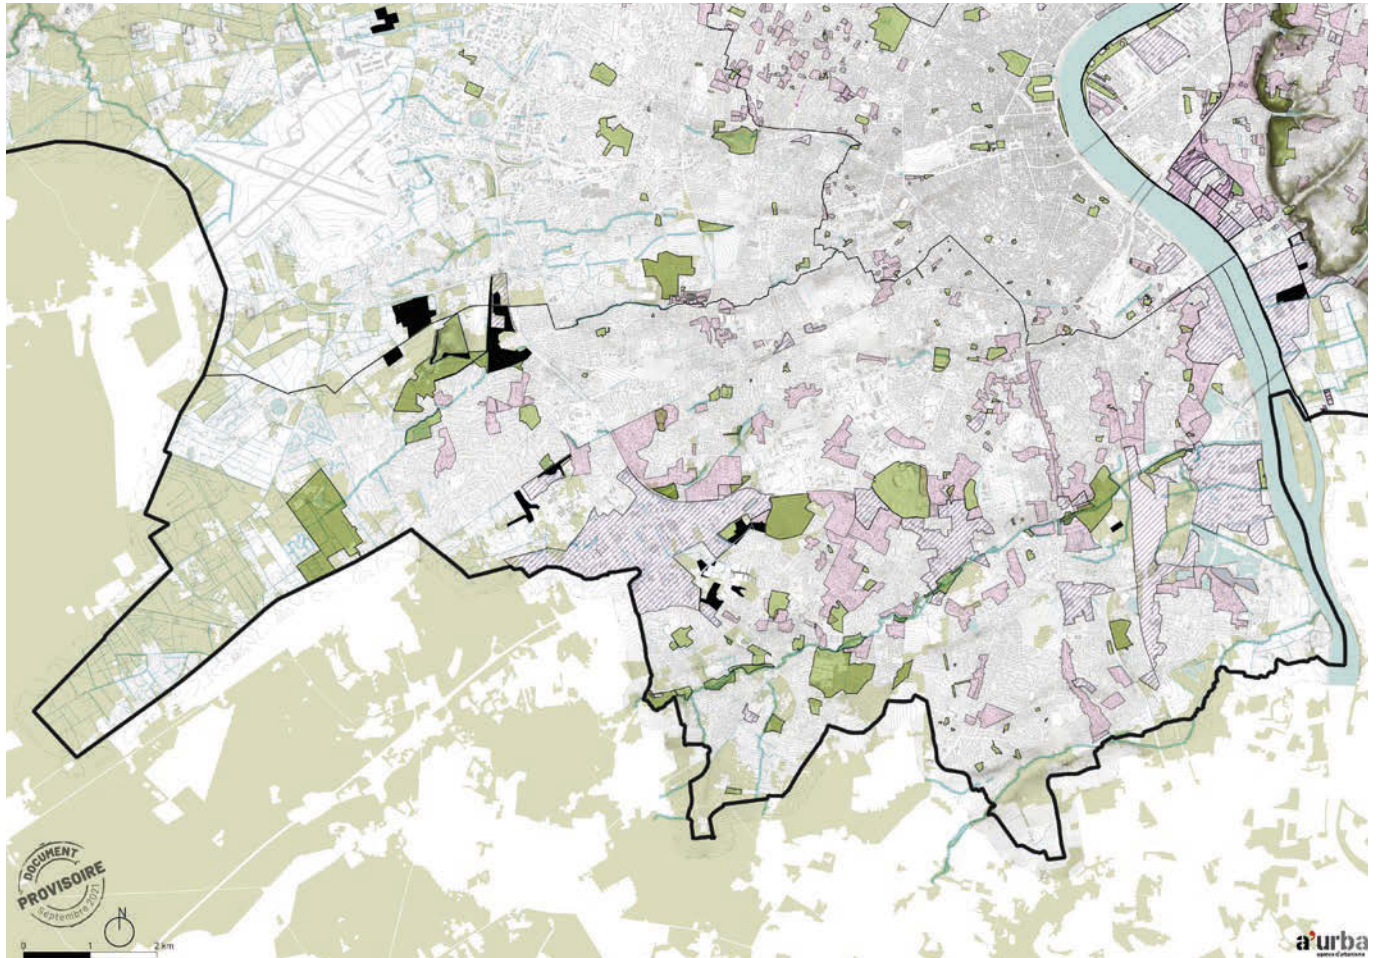 DOCUMENT
PROVISOIRE
Septembre 2021
N
0 1 2 km
a'urba
agence d'urbanisme